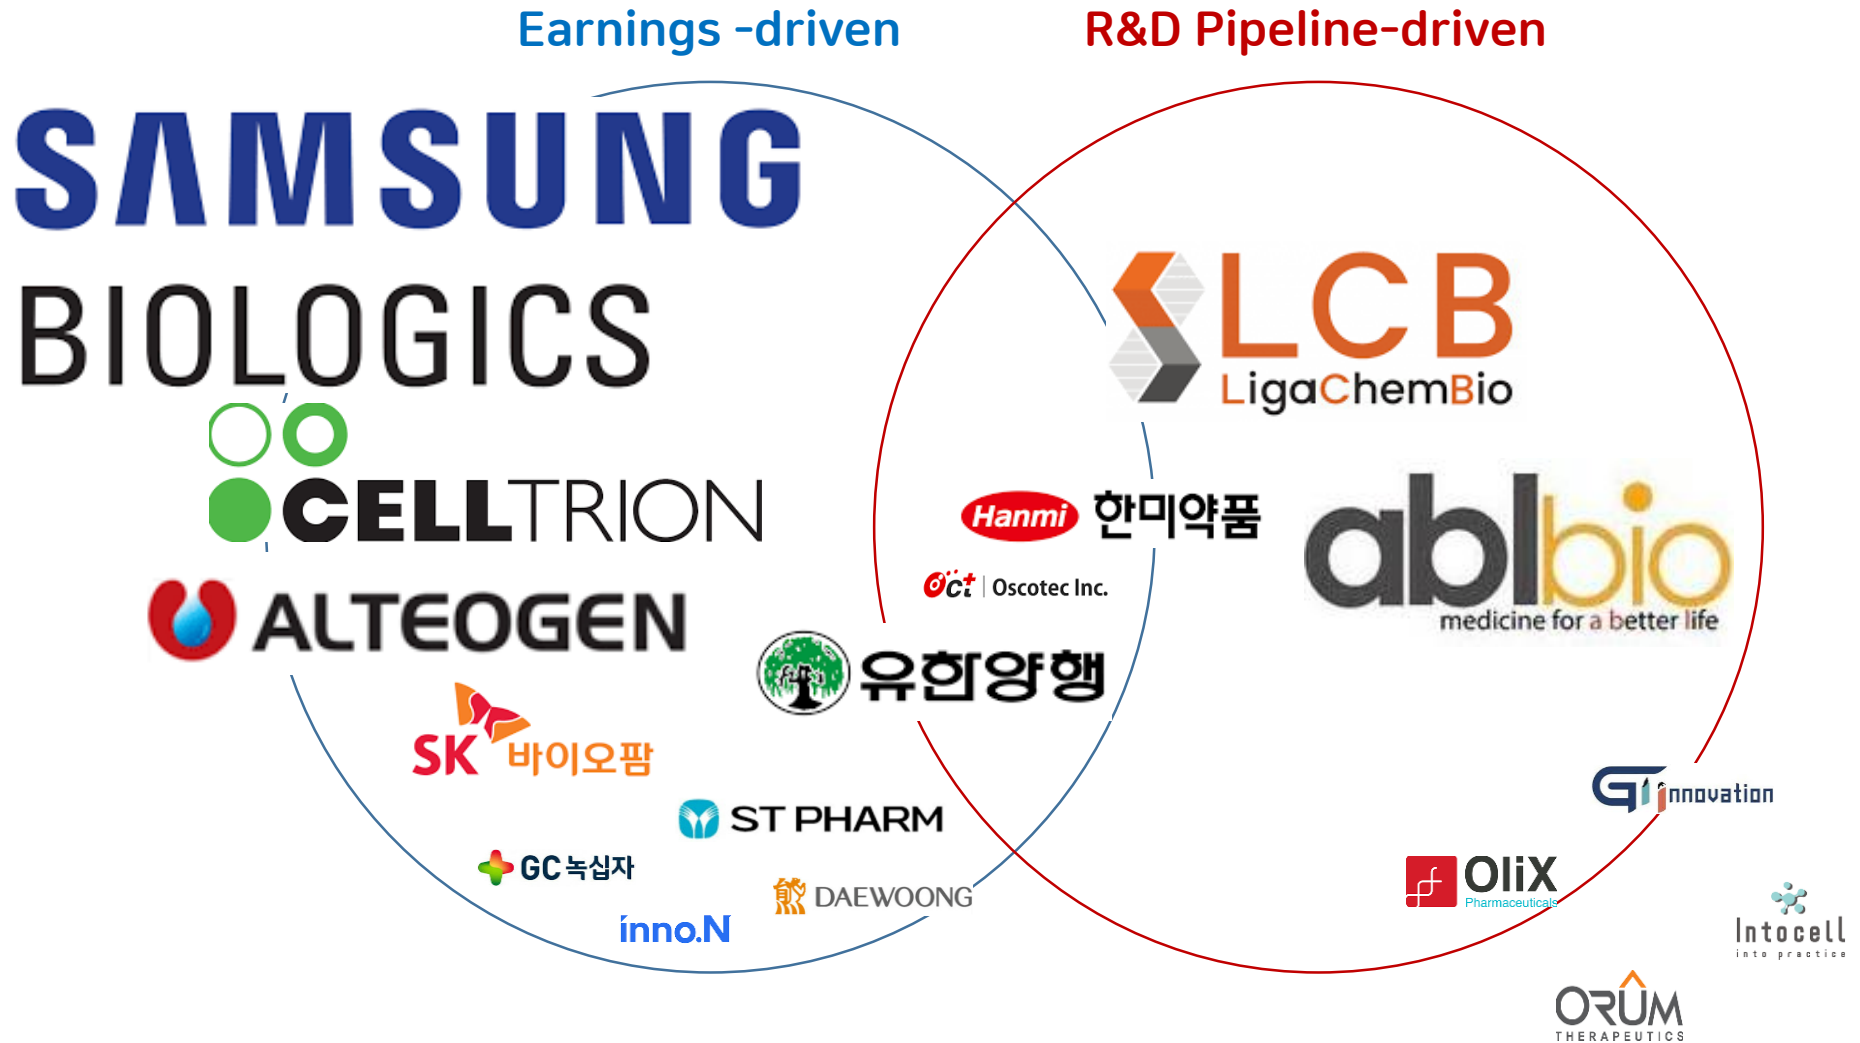 Earnings -driven
R&D Pipeline-driven
SAMSUNG
BIOLOGICS
LCB
LigaChemBio
CELLTRION
Hanmi 한미약품
ablbio
medicine for a better life
Oct Oscotec Inc.
ALTEOGEN
유한양행
SK 바이오팜
GI innovation
ST PHARM
GC 녹십자
OliX
Pharmaceuticals
DAEWOONG
inno.N
Intocell
into practice
ORUM
THERAPEUTICS